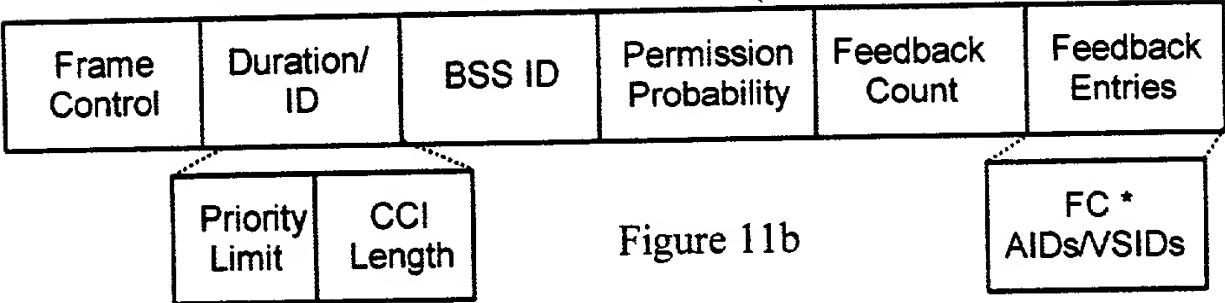 Frame
Control
Duration/
ID
BSS ID
Permission
Probability
Feedback
Count
Feedback
Entries
Priority
Limit
CCI
Length
Figure 11b
FC *
AIDs/VSIDs